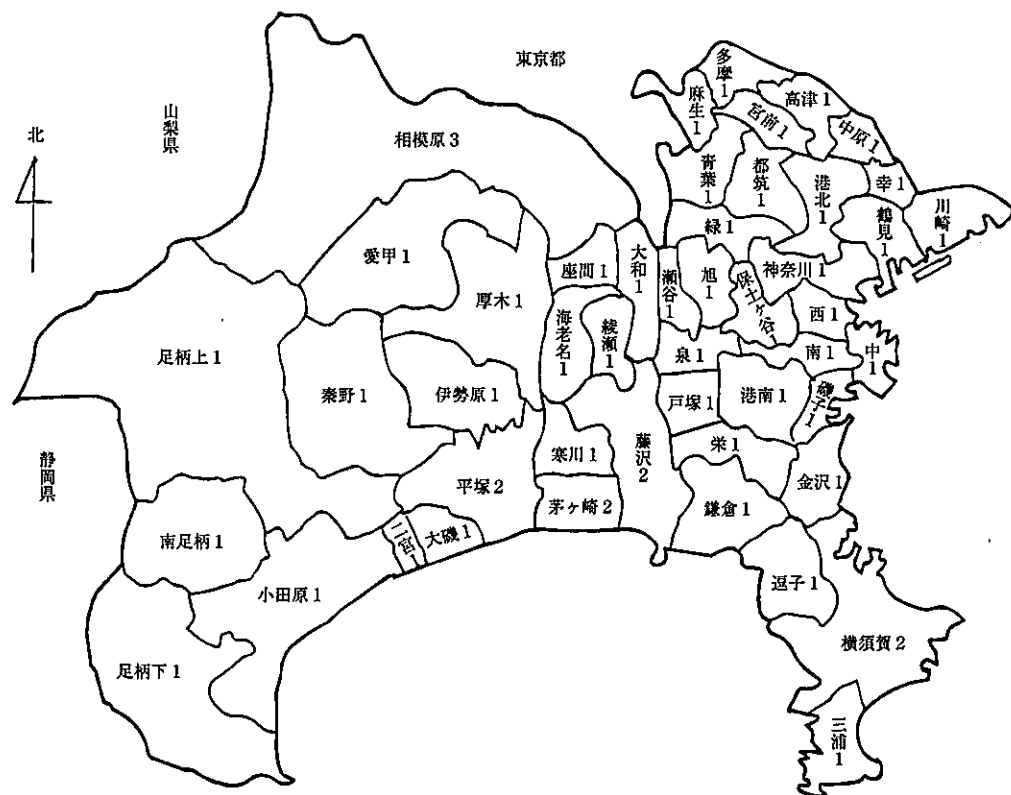 東京都
山梨県
静岡県
北
相模原 3
愛甲 1
厚木 1
座間 1
大和 1
海老名 1
綾瀬 1
足柄上 1
秦野 1
伊勢原 1
寒川 1
藤沢 2
平塚 2
茅ヶ崎 2
二宮 1
大磯 1
南足柄 1
小田原 1
足柄下 1
多摩 1
麻生 1
高津 1
宮前 1
中原 1
幸 1
川崎 1
青葉 1
都筑 1
港北 1
鶴見 1
緑 1
神奈川 1
瀬谷 1
旭 1
保土ヶ谷 1
西 1
泉 1
南 1
中 1
戸塚 1
港南 1
磯子 1
栄 1
金沢 1
鎌倉 1
逗子 1
横須賀 2
三浦 1